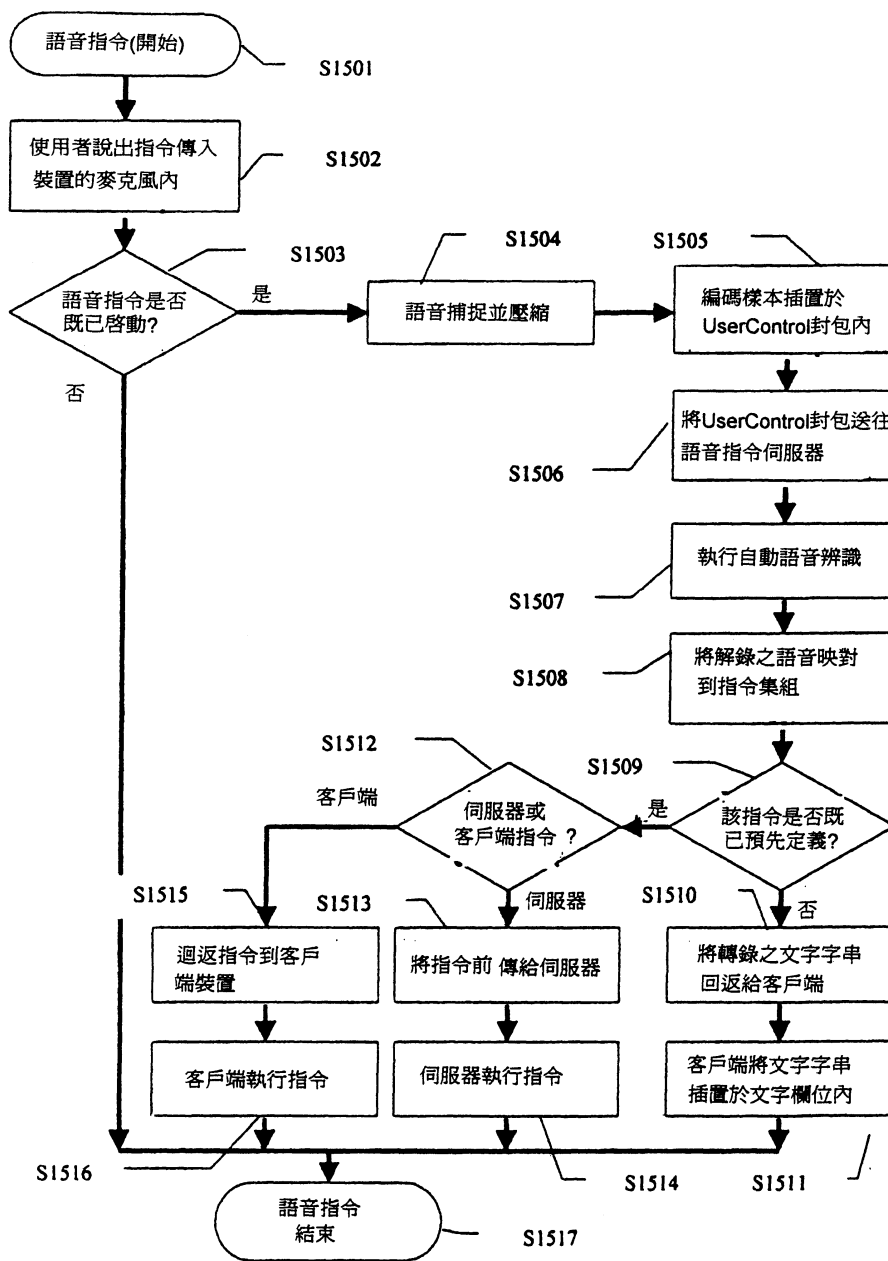 語音指令(開始)
S1501
使用者說出指令傳入
裝置的麥克風內
S1502
S1503
語音指令是否
既已啓動?
是
否
S1504
語音捕捉並壓縮
S1505
編碼樣本插置於
UserControl封包內
將UserControl封包送往
語音指令伺服器
S1506
執行自動語音辨識
S1507
將解錄之語音映對
到指令集組
S1508
S1509
該指令是否既
已預先定義?
是
否
S1512
伺服器或
客戶端指令 ?
客戶端
伺服器
S1515
迴返指令到客戶
端裝置
S1513
將指令前 傳給伺服器
S1510
將轉錄之文字字串
回返給客戶端
客戶端執行指令
伺服器執行指令
客戶端將文字字串
插置於文字欄位內
S1516
S1514
S1511
語音指令
結束
S1517